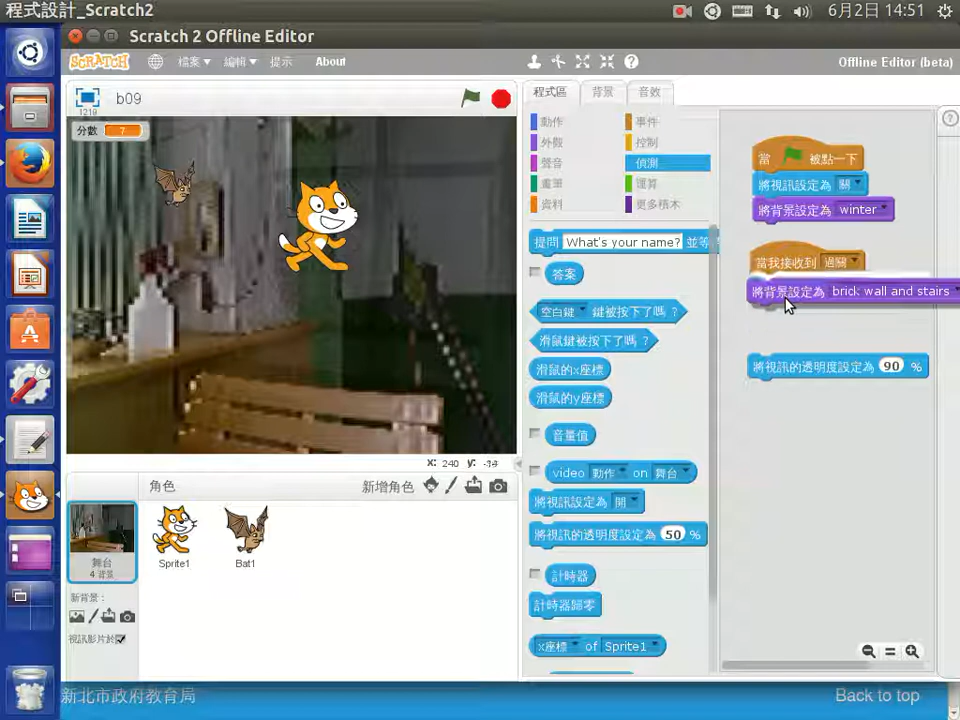 程式設計_Scratch2
6月2日 14:51
Scratch 2 Offline Editor
SCRATCH 檔案 編輯 提示 About
Offline Editor (beta)
1219
b09
分數 7
x: 240 y: -34
角色
新增角色:
舞台
4 背景
Sprite1
Bat1
新背景:
視訊影片於
程式區 背景 音效
動作 事件
外觀 控制
聲音 偵測
畫筆 運算
資料 更多積木
提問 What's your name?
答案
空白鍵 鍵被按下了嗎?
滑鼠鍵被按下了嗎?
滑鼠的x座標
滑鼠的y座標
音量值
video 動作 on 舞台
將視訊設定為 開
將視訊的透明度設定為 50 %
計時器
計時器歸零
x座標 of Sprite1
當 被點一下
將視訊設定為 關
將背景設定為 winter
當我接收到 過關
將背景設定為 brick wall and stairs
將視訊的透明度設定為 90 %
新北市政府教育局
Back to top